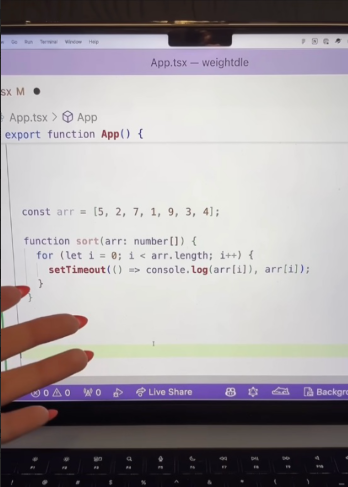 Go Run Terminal Window Help
App.tsx — weightdle
sx M
App.tsx > App
export function App() {
const arr = [5, 2, 7, 1, 9, 3, 4];
function sort(arr: number[]) {
for (let i = 0; i < arr.length; i++) {
setTimeout(() => console.log(arr[i]), arr[i]);
}
}
0 0 0 Live Share Backgro